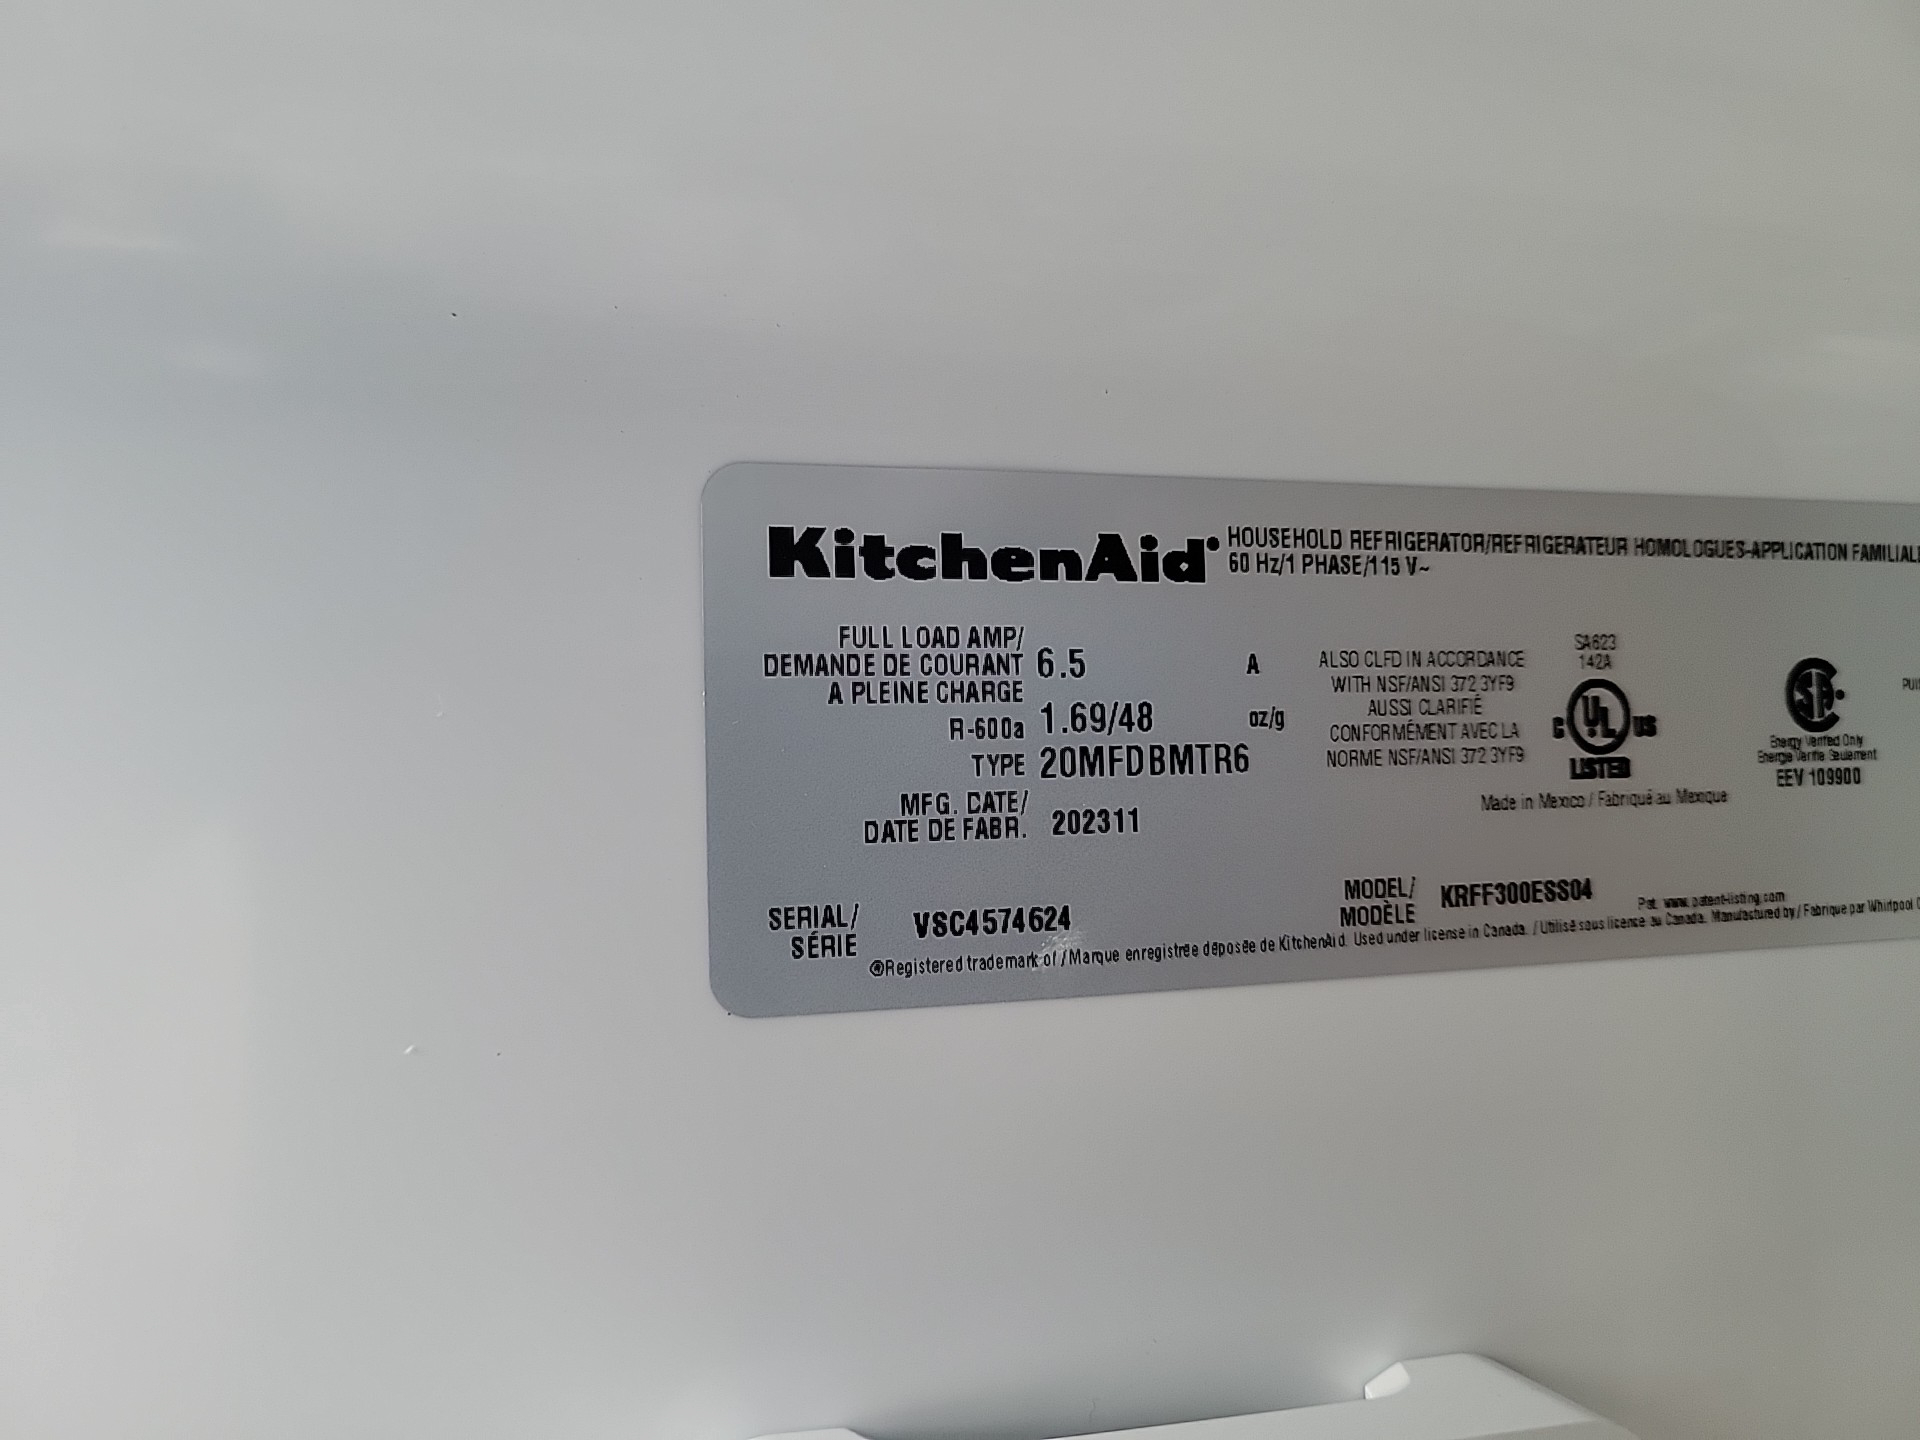 KitchenAid®
HOUSEHOLD REFRIGERATOR/REFRIGERATEUR HOMOLOGUES-APPLICATION FAMILIAL
60 Hz/1 PHASE/115 V~
FULL LOAD AMP/
DEMANDE DE COURANT 6.5 A
A PLEINE CHARGE
R-600a 1.69/48 oz/g
TYPE 20MFDBMTR6
MFG. DATE/
DATE DE FABR. 202311
ALSO CLFD IN ACCORDANCE
WITH NSF/ANSI 372 3YF9
AUSSI CLARIFIÉ
CONFORMÉMENT AVEC LA
NORME NSF/ANSI 372 3YF9
SA623
142A
C UL US
LISTED
SA
Energy Verified Only
Énergie Vérifié Seulement
EEV 109900
Made in Mexico / Fabriqué au Mexique
SERIAL/
SÉRIE VSC4574624
MODEL/
MODÈLE KRFF300ESS04
Pat. www.patent-listing.com
®Registered trademark of / Marque enregistrée déposée de KitchenAid. Used under license in Canada. / Utilisé sous licence au Canada. Manufactured by / Fabrique par Whirlpool